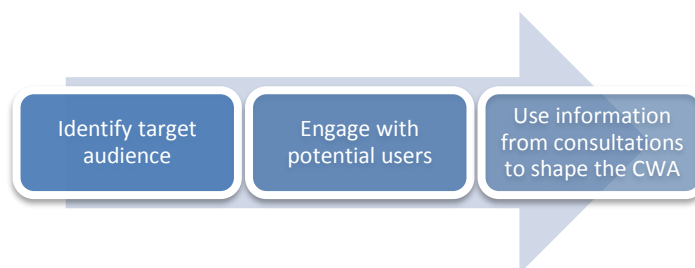 Identify target
audience
Engage with
potential users
Use information
from consultations
to shape the CWA